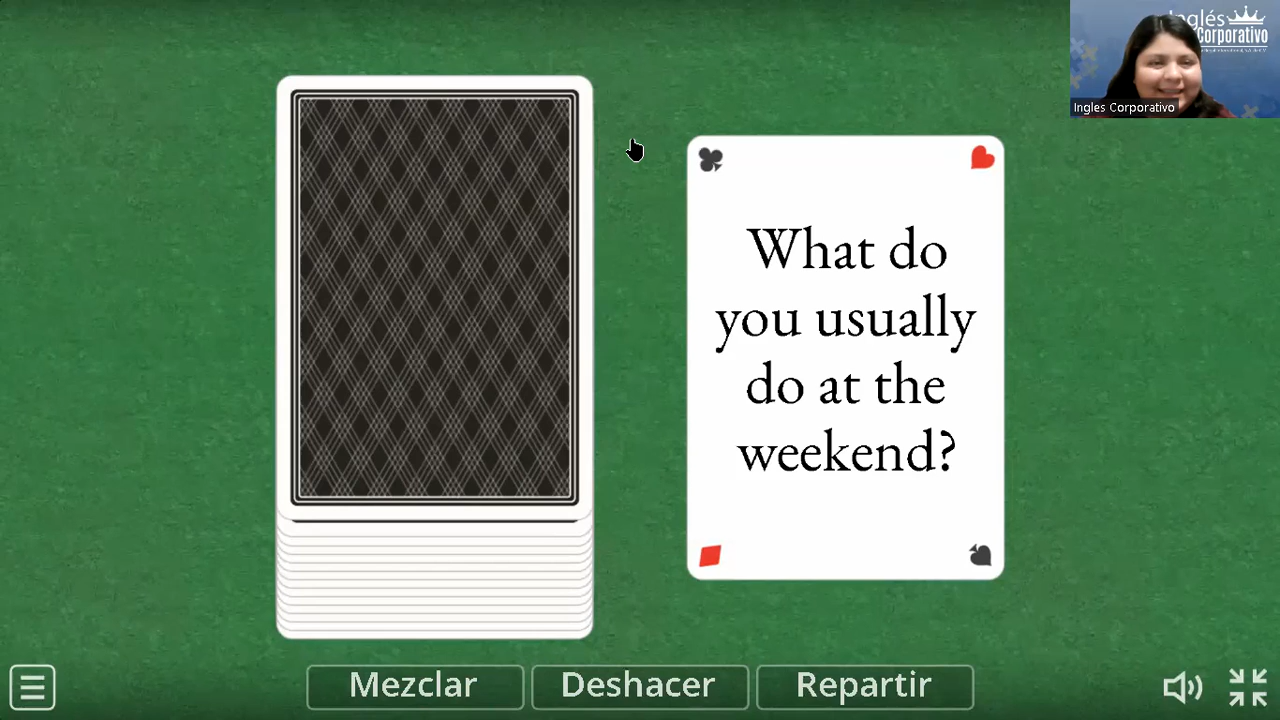 Inglés
Corporativo
Ingles Corporativo
What do
you usually
do at the
weekend?
Mezclar
Deshacer
Repartir